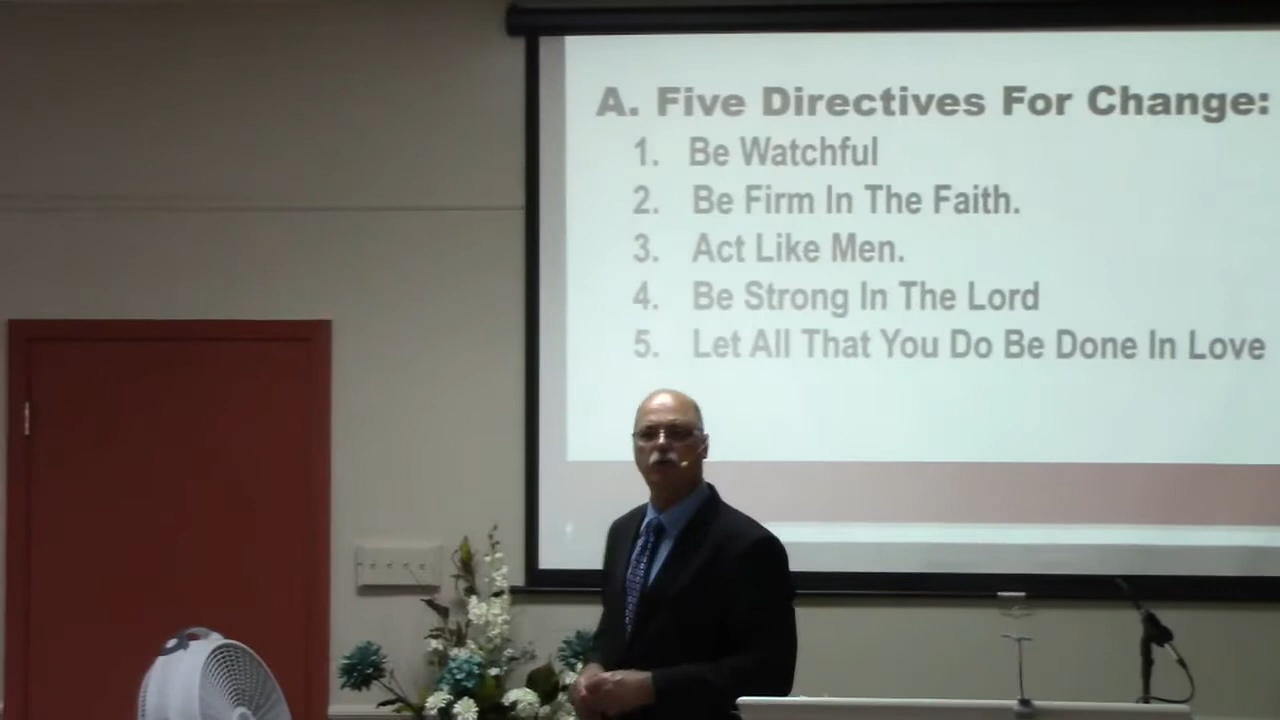 A. Five Directives For Change:
1. Be Watchful
2. Be Firm In The Faith.
3. Act Like Men.
4. Be Strong In The Lord
5. Let All That You Do Be Done In Love